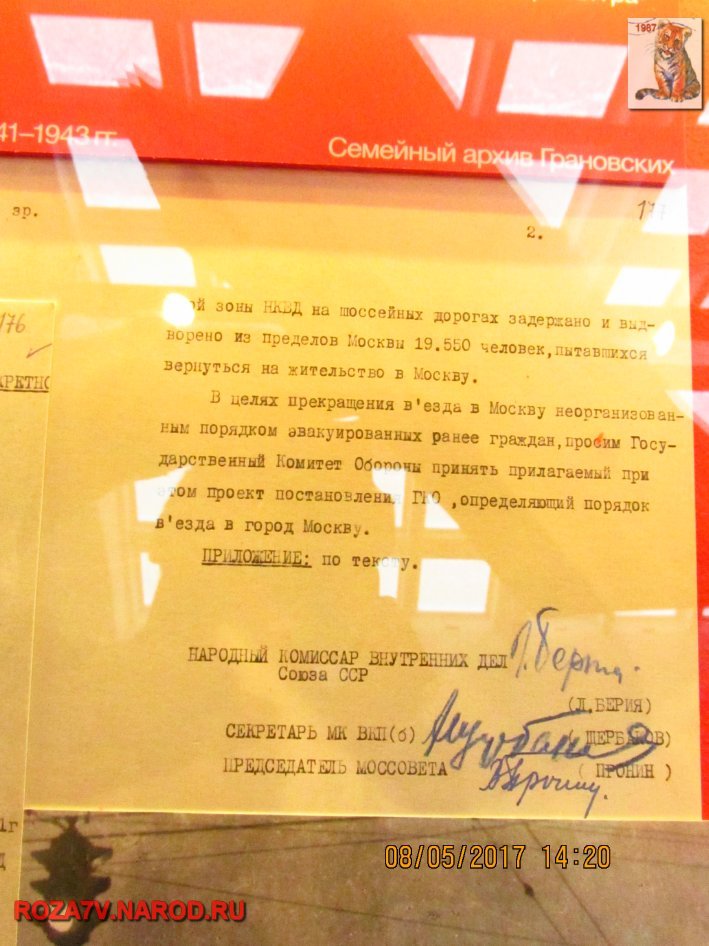 1987
41–1943 гг.
Семейный архив Грановских
зр.
177
2.
ой зоны НКВД на шоссейных дорогах задержано и выд-
ворено из пределов Москвы 19.550 человек,пытавшихся
вернуться на жительство в Москву.
В целях прекращения в'езда в Москву неорганизован-
ным порядком эвакуированных ранее граждан,просим Госу-
дарственный Комитет Обороны принять прилагаемый при
этом проект постановления ГКО ,определяющий порядок
в'езда в город Москву.
ПРИЛОЖЕНИЕ: по тексту.
176
КРЕТНО
НАРОДНЫЙ КОМИССАР ВНУТРЕННИХ ДЕЛ
Союза ССР
Л. Берия.
(Л.БЕРИЯ)
СЕКРЕТАРЬ МК ВКП(б)
( ЩЕРБАКОВ)
ПРЕДСЕДАТЕЛЬ МОССОВЕТА
( ПРОНИН )
1г
08/05/2017 14:20
ROZA7V.NAROD.RU